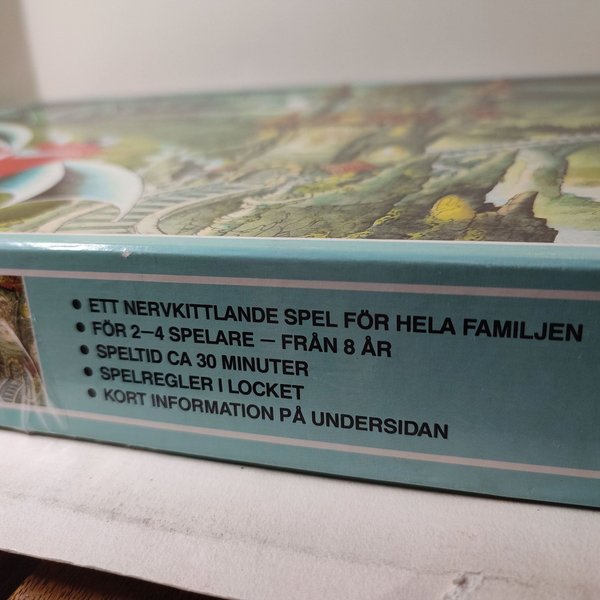 • ETT NERVKITTLANDE SPEL FÖR HELA FAMILJEN
• FÖR 2–4 SPELARE – FRÅN 8 ÅR
• SPELTID CA 30 MINUTER
• SPELREGLER I LOCKET
• KORT INFORMATION PÅ UNDERSIDAN